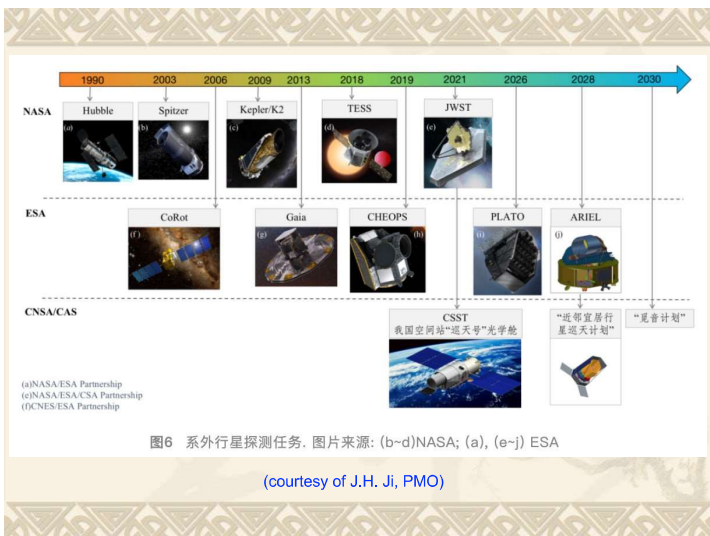 1990 2003 2006 2009 2013 2018 2019 2021 2026 2028 2030
NASA
Hubble
Spitzer
Kepler/K2
TESS
JWST
(a)
(b)
(c)
(d)
(e)
ESA
CoRot
Gaia
CHEOPS
PLATO
ARIEL
(f)
(g)
(h)
(i)
(j)
CNSA/CAS
CSST
我国空间站“巡天号”光学舱
“近邻宜居行
星巡天计划”
“觅音计划”
(a)NASA/ESA Partnership
(e)NASA/ESA/CSA Partnership
(f)CNES/ESA Partnership
图6 系外行星探测任务. 图片来源: (b~d)NASA; (a), (e~j) ESA
(courtesy of J.H. Ji, PMO)